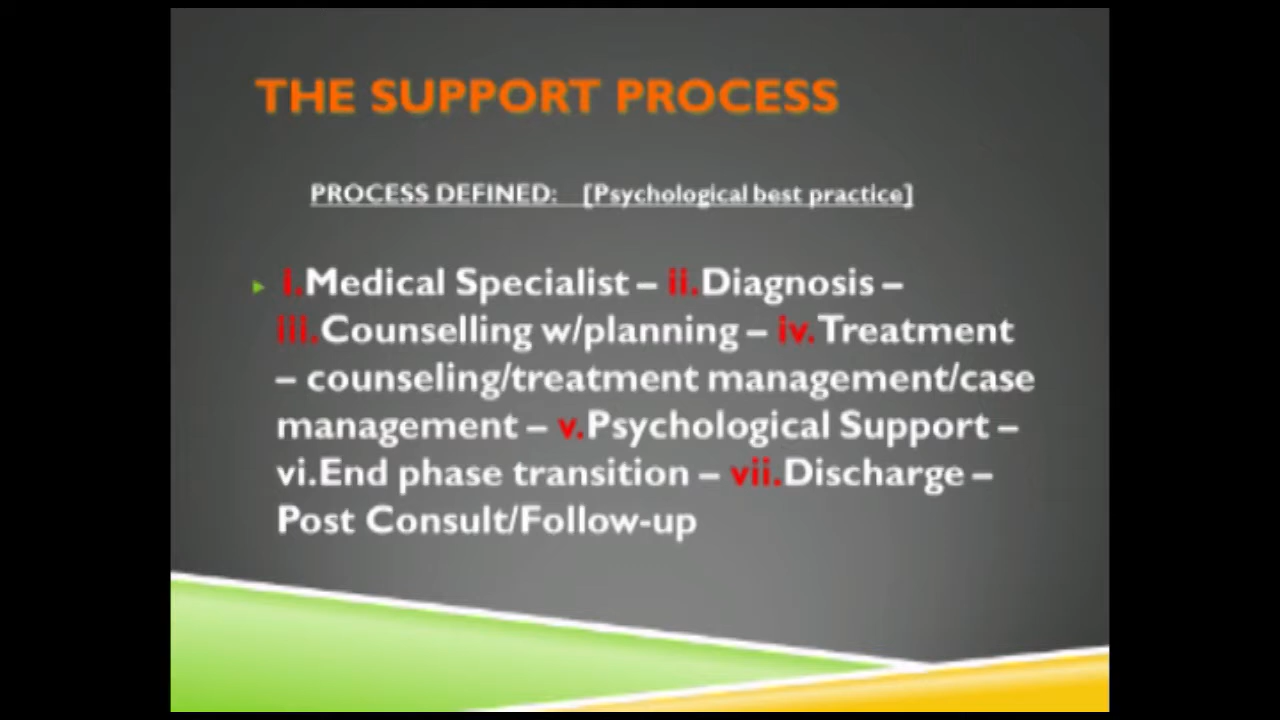 THE SUPPORT PROCESS
PROCESS DEFINED: [Psychological best practice]
i.Medical Specialist – ii.Diagnosis –
iii.Counselling w/planning – iv.Treatment
– counseling/treatment management/case
management – v.Psychological Support –
vi.End phase transition – vii.Discharge –
Post Consult/Follow-up